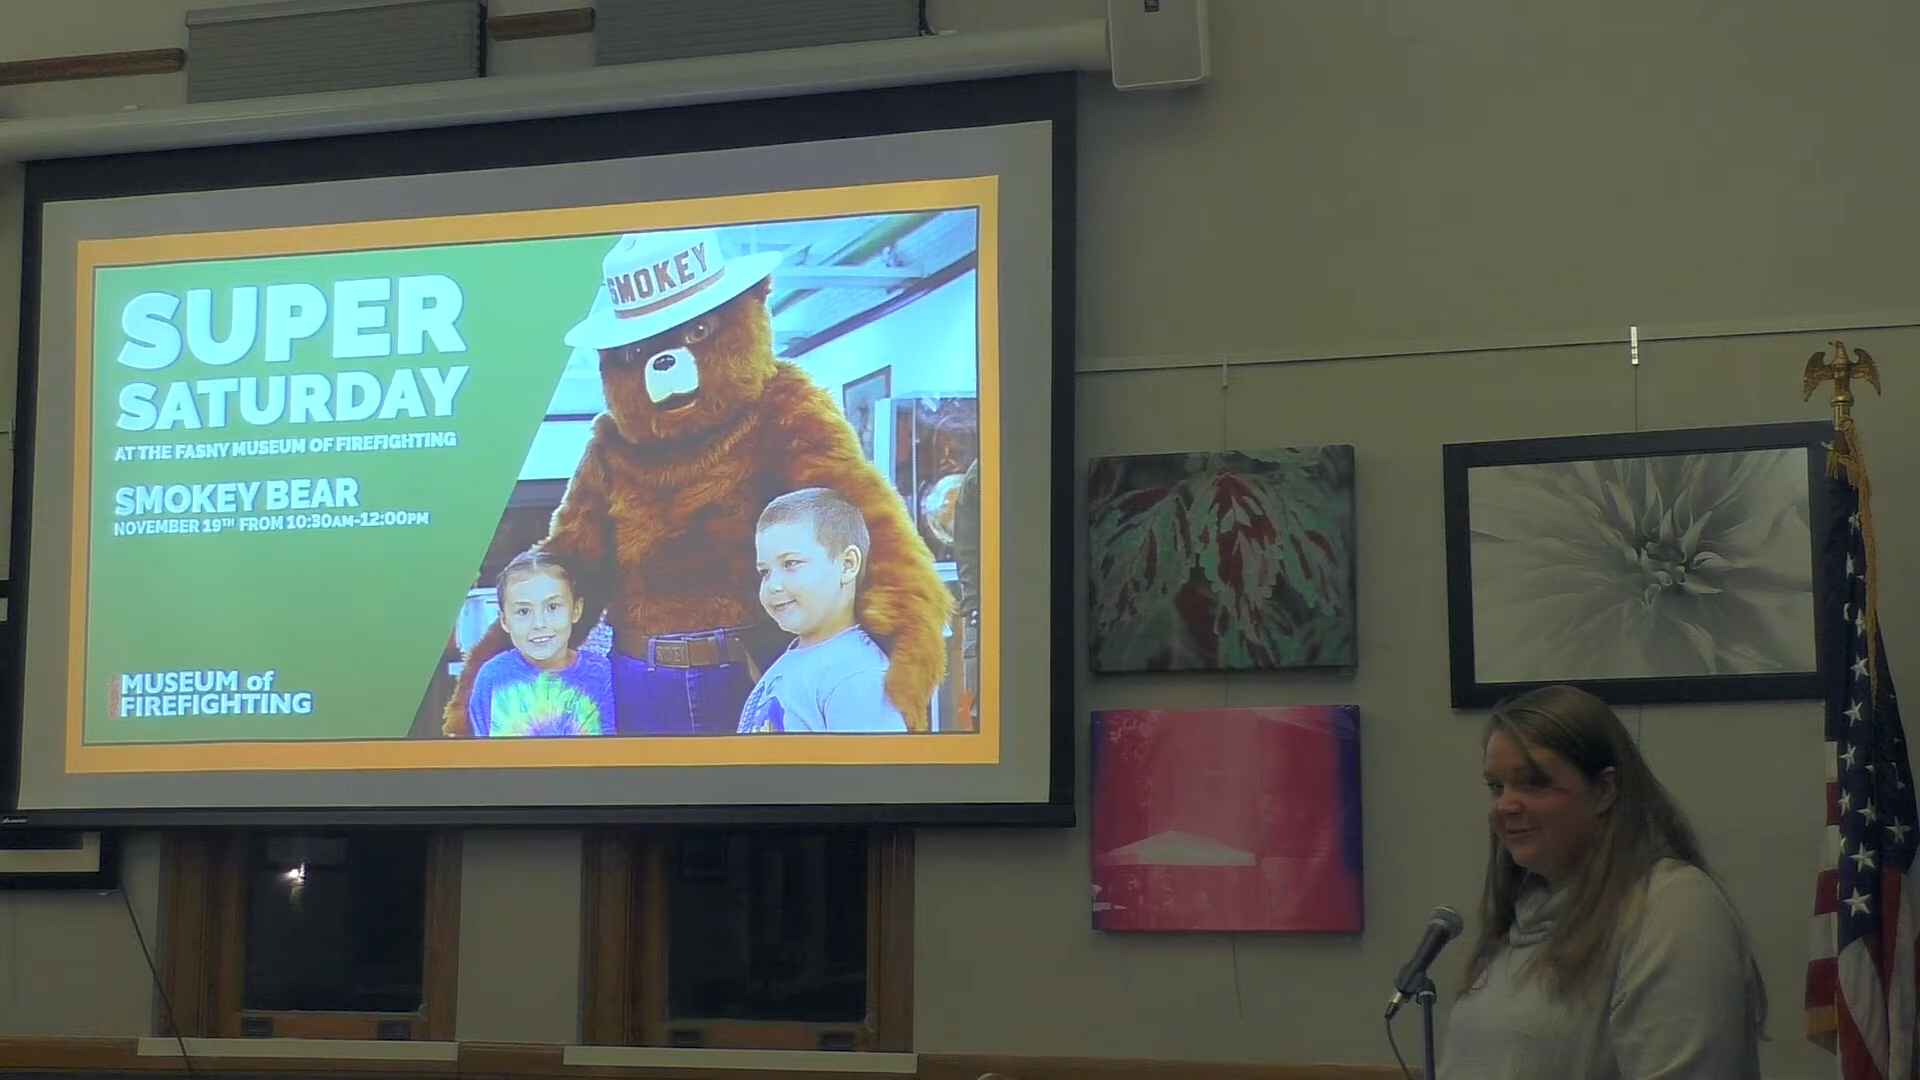 SMOKEY
SUPER
SATURDAY
AT THE FASNY MUSEUM OF FIREFIGHTING
SMOKEY BEAR
NOVEMBER 19TH FROM 10:30AM-12:00PM
MUSEUM of
FIREFIGHTING